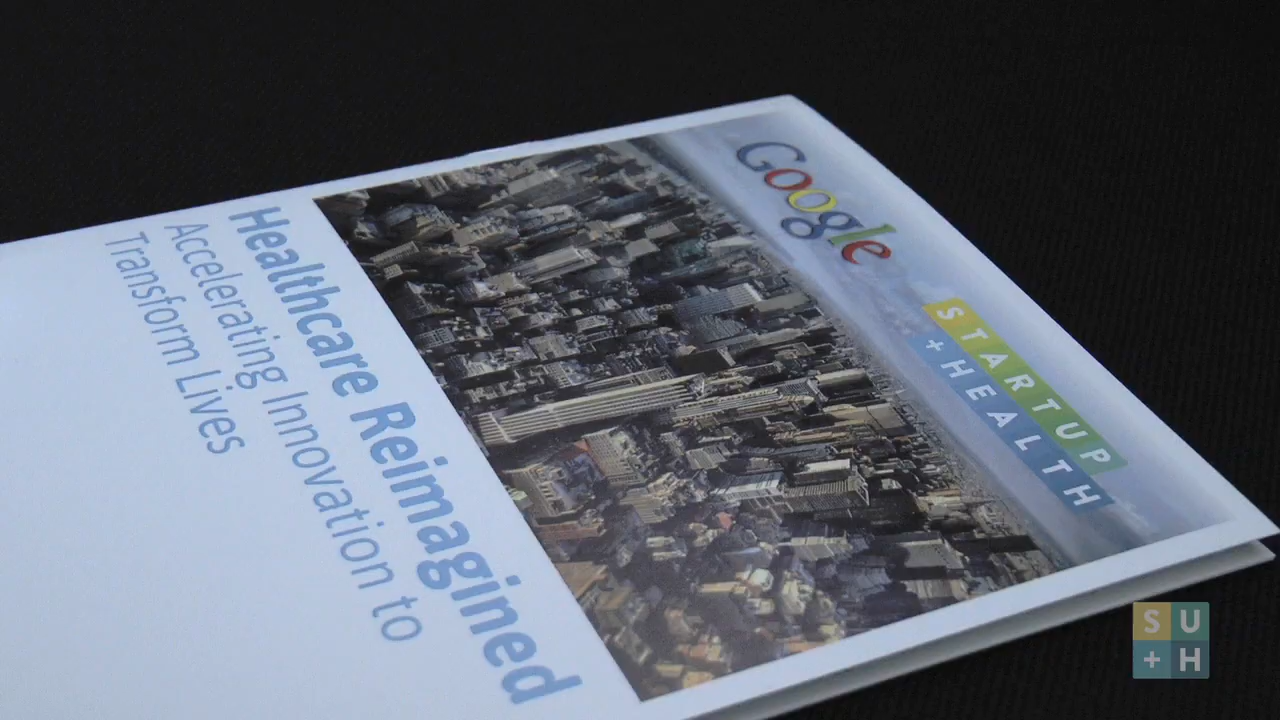 Google
STARTUP
+HEALTH
Healthcare Reimagined
Accelerating Innovation to
Transform Lives
SU
+H